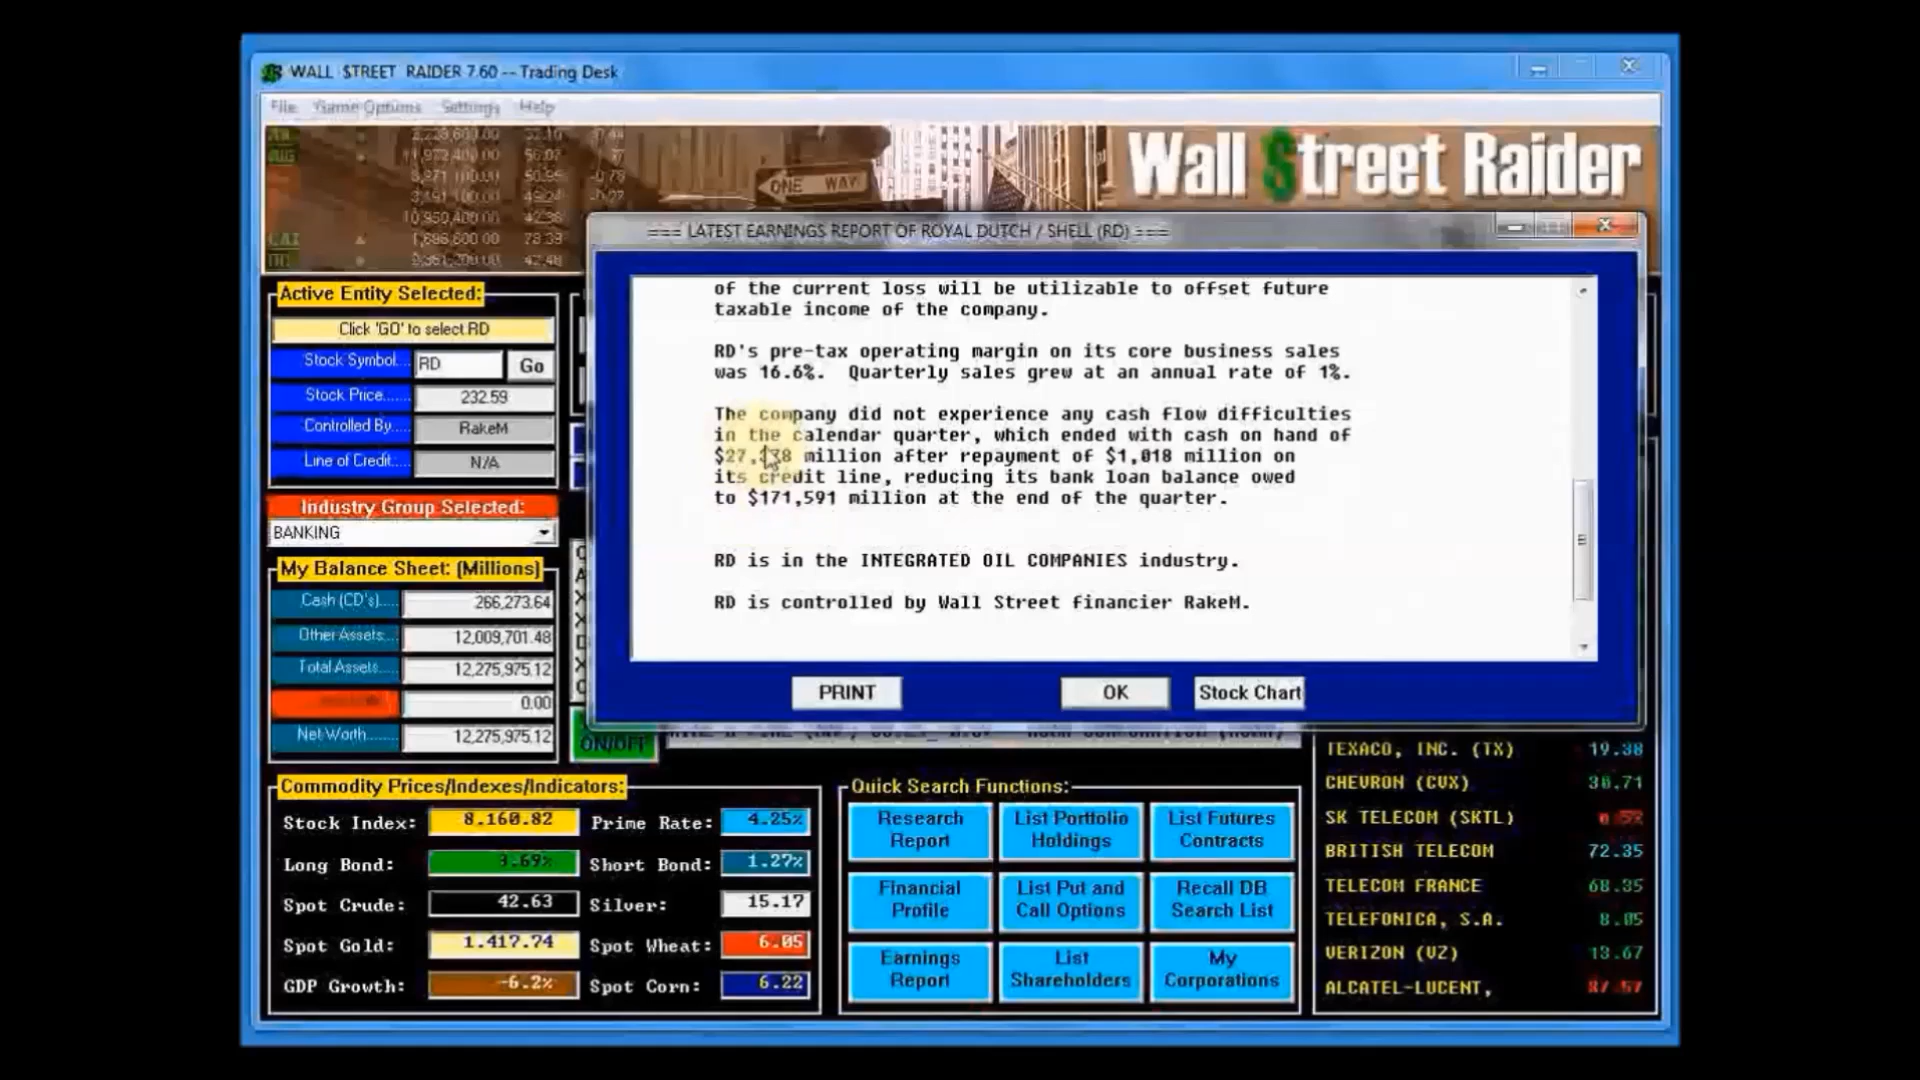 WALL $TREET RAIDER 7.60 -- Trading Desk
File Game Options Settings Help
ONE WAY
Wall $treet Raider
=== LATEST EARNINGS REPORT OF ROYAL DUTCH / SHELL (RD) ===
of the current loss will be utilizable to offset future
taxable income of the company.
RD's pre-tax operating margin on its core business sales
was 16.6%. Quarterly sales grew at an annual rate of 1%.
The company did not experience any cash flow difficulties
in the calendar quarter, which ended with cash on hand of
million after repayment of $1,018 million on
its credit line, reducing its bank loan balance owed
to $171,591 million at the end of the quarter.
RD is in the INTEGRATED OIL COMPANIES industry.
RD is controlled by Wall Street financier RakeM.
PRINT OK Stock Chart
Active Entity Selected:
Click 'GO' to select RD
Stock Symbol... RD Go
Stock Price...... 232.59
Controlled By.... RakeM
Line of Credit:.. N/A
Industry Group Selected:
BANKING
My Balance Sheet: (Millions)
Cash (CD's)..... 266,273.64
Other Assets.... 12,009,701.48
Total Assets.... 12,275,975.12
0.00
Net Worth....... 12,275,975.12
ON/OFF
Commodity Prices/Indexes/Indicators:
Stock Index: 8,160.82 Prime Rate: 4.25%
Long Bond: 3.69% Short Bond: 1.27%
Spot Crude: 42.63 Silver: 15.17
Spot Gold: 1,417.74 Spot Wheat: 6.05
GDP Growth: -6.2% Spot Corn: 6.22
Quick Search Functions:
Research Report
List Portfolio Holdings
List Futures Contracts
Financial Profile
List Put and Call Options
Recall DB Search List
Earnings Report
List Shareholders
My Corporations
TEXACO, INC. (TX) 19.38
CHEVRON (CVX) 30.71
SK TELECOM (SKTL)
BRITISH TELECOM 72.35
TELECOM FRANCE 68.35
TELEFONICA, S.A. 8.05
VERIZON (VZ) 13.67
ALCATEL-LUCENT,